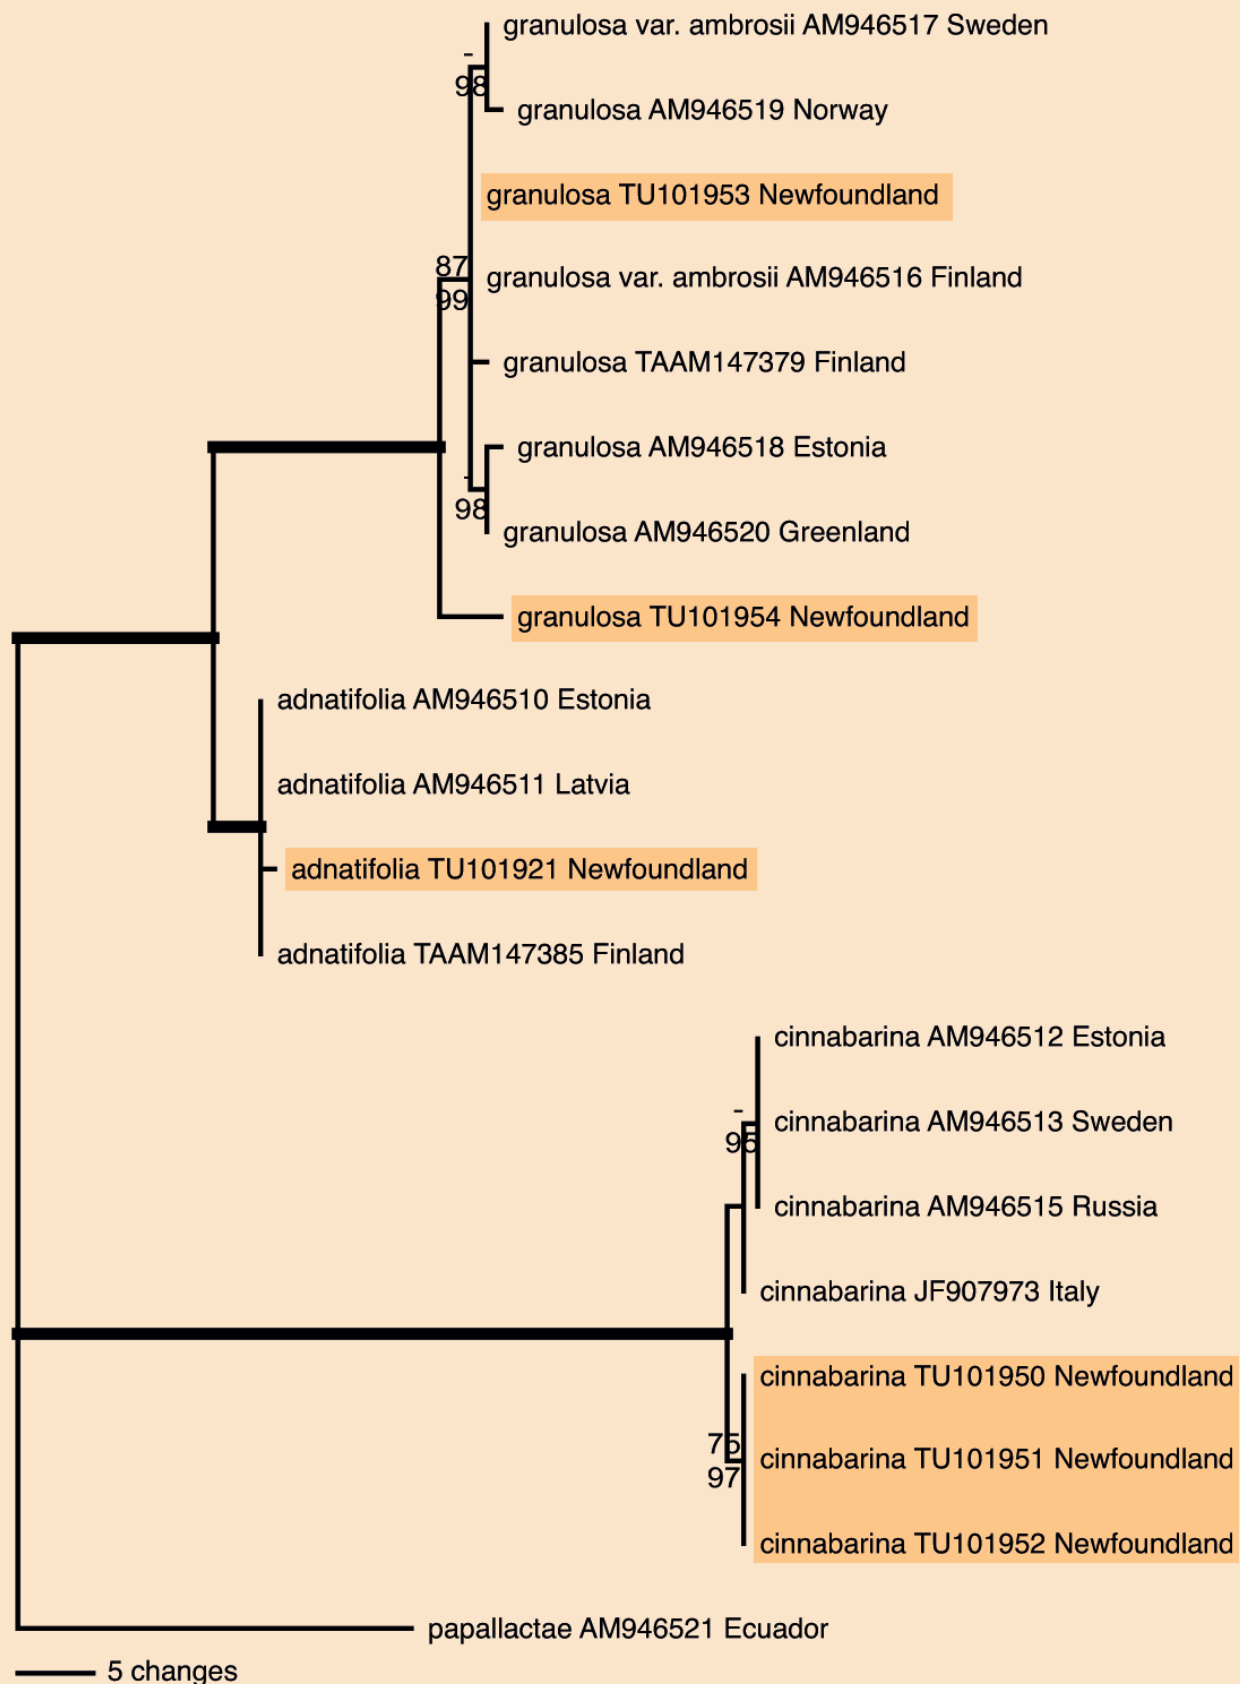 granulosa var. ambrosii AM946517 Sweden
-
98
granulosa AM946519 Norway
granulosa TU101953 Newfoundland
87
granulosa var. ambrosii AM946516 Finland
99
granulosa TAAM147379 Finland
granulosa AM946518 Estonia
-
98
granulosa AM946520 Greenland
granulosa TU101954 Newfoundland
adnatifolia AM946510 Estonia
adnatifolia AM946511 Latvia
adnatifolia TU101921 Newfoundland
adnatifolia TAAM147385 Finland
cinnabarina AM946512 Estonia
-
cinnabarina AM946513 Sweden
95
cinnabarina AM946515 Russia
cinnabarina JF907973 Italy
cinnabarina TU101950 Newfoundland
75
cinnabarina TU101951 Newfoundland
97
cinnabarina TU101952 Newfoundland
papallactae AM946521 Ecuador
5 changes